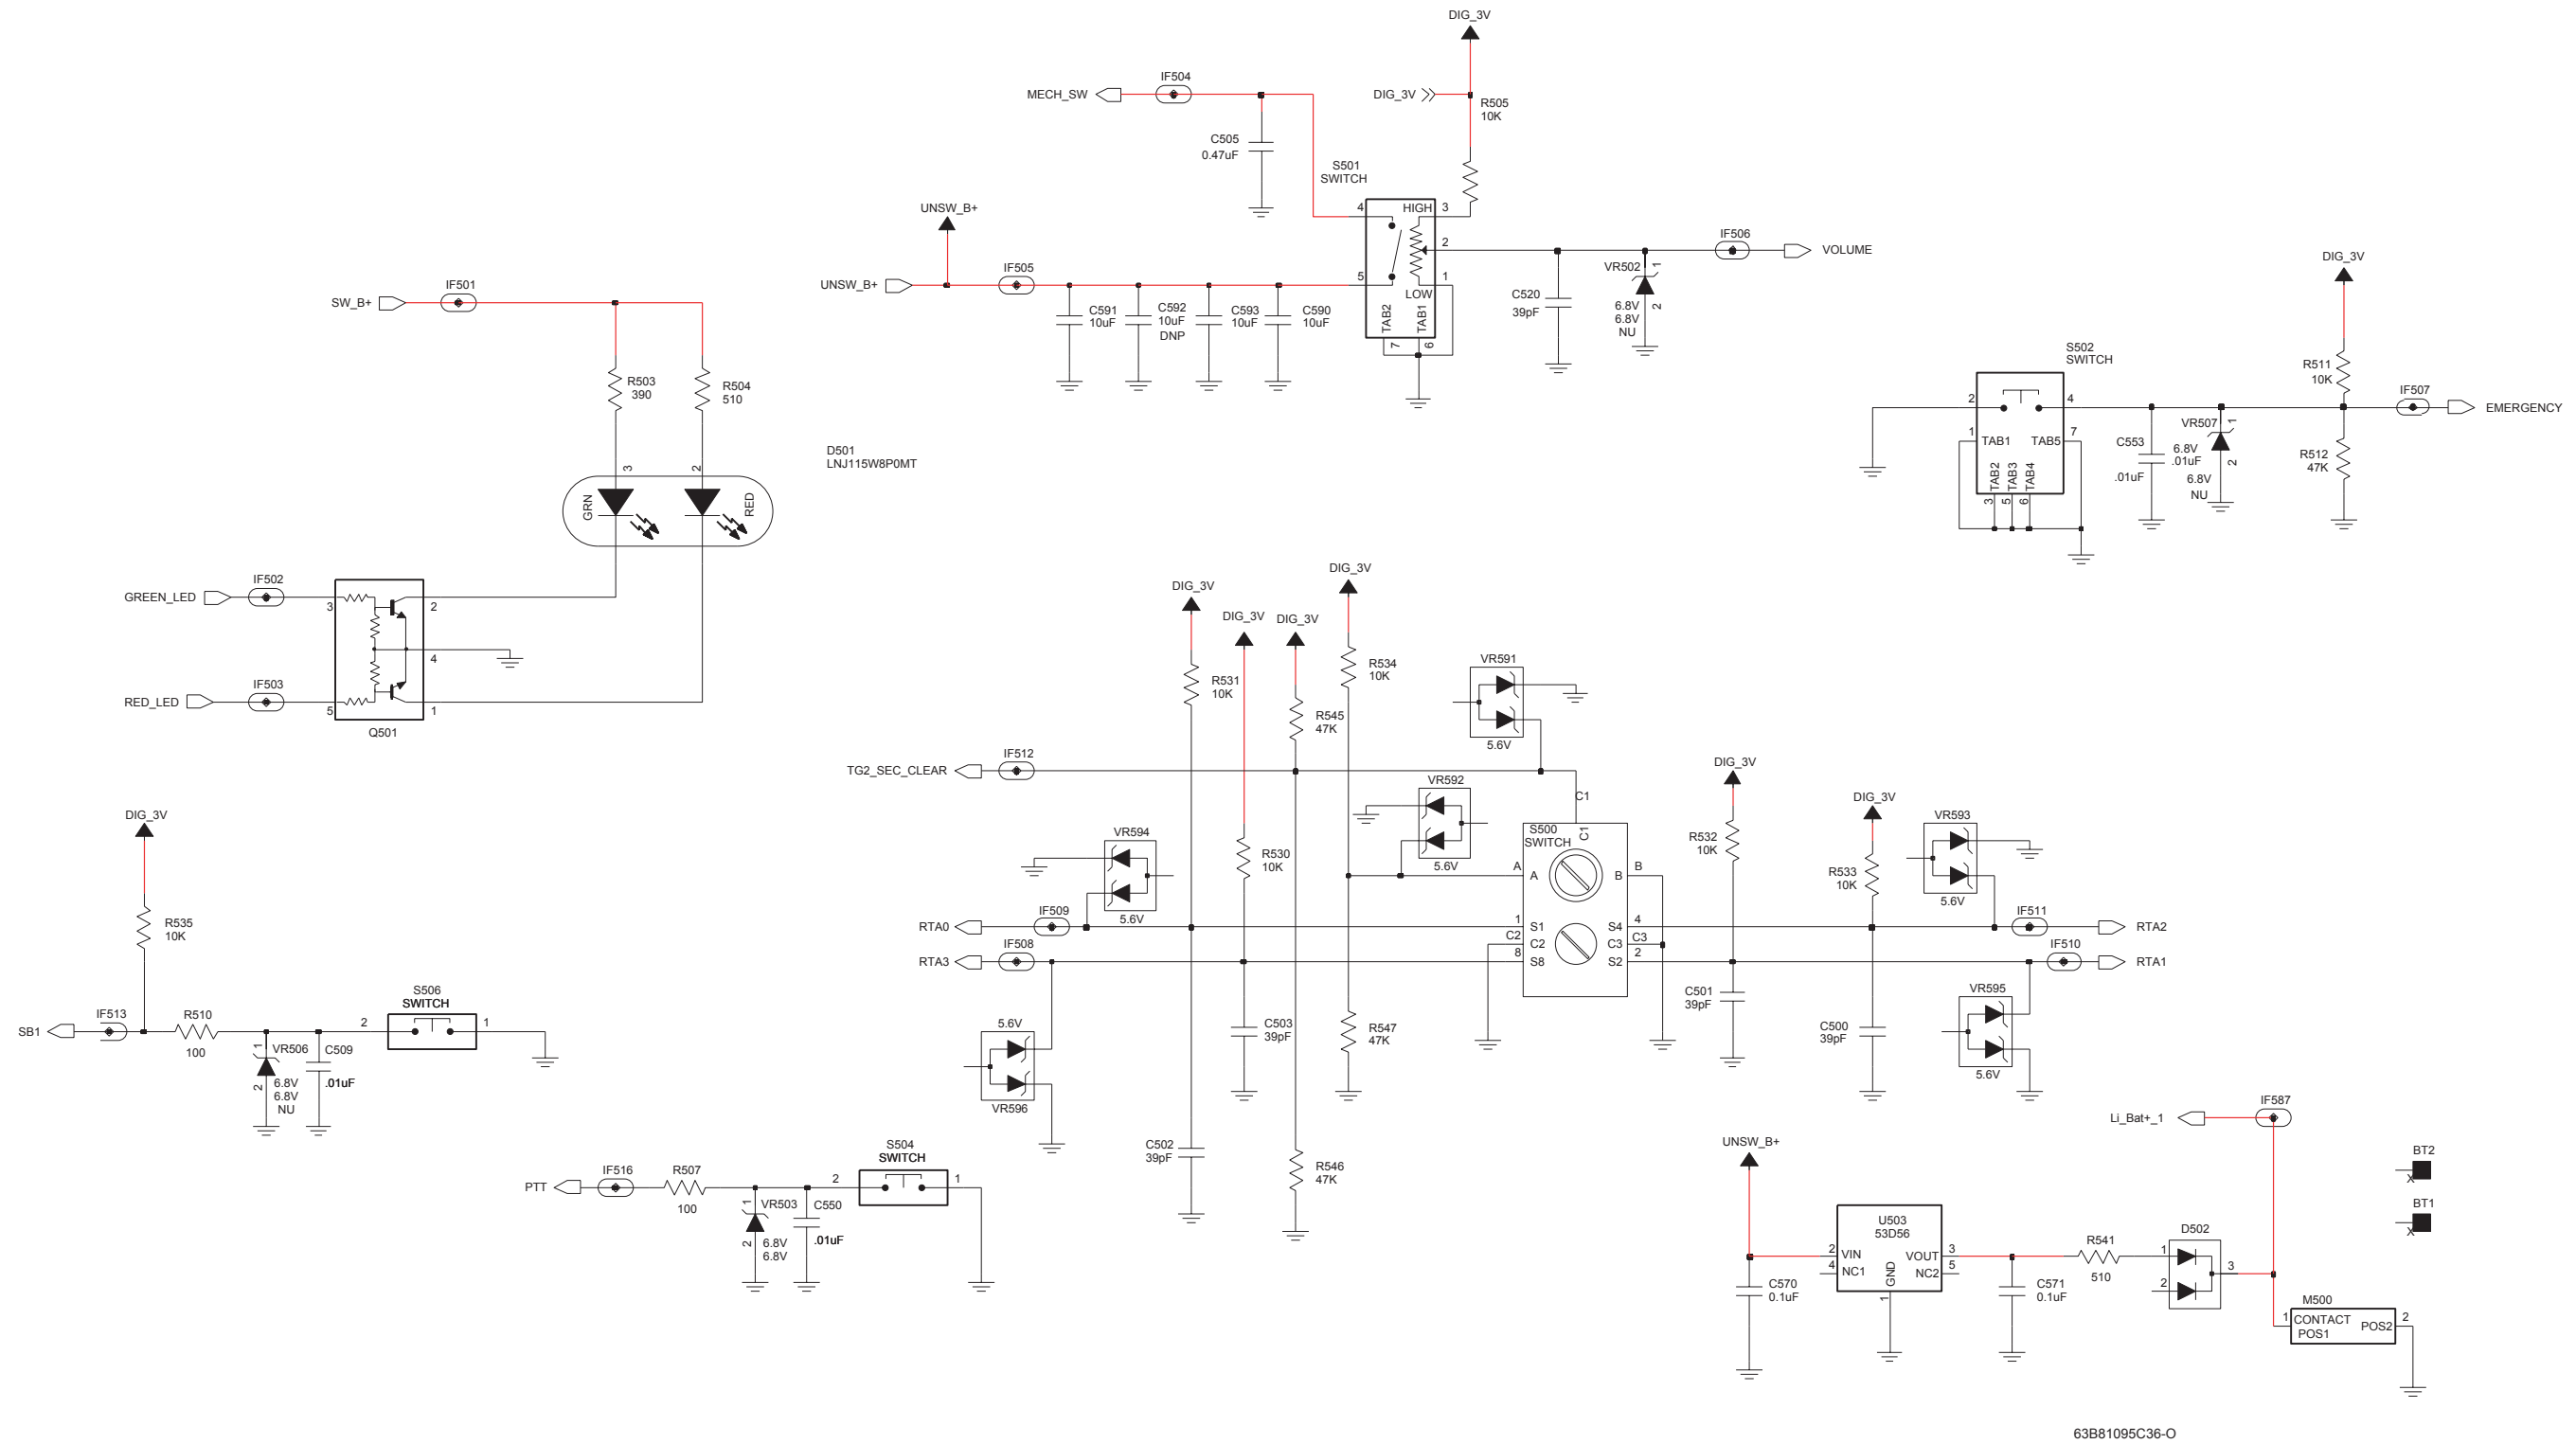 DIG_3V
MECH_SW
IF504
DIG_3V
R505
10K
C505
0.47uF
S501
SWITCH
4
HIGH
3
2
5
1
LOW
TAB2
TAB1
7
6
UNSW_B+
UNSW_B+
IF505
C591
10uF
C592
10uF
DNP
C593
10uF
C590
10uF
C520
39pF
VR502
1
2
6.8V
6.8V
NU
IF506
VOLUME
SW_B+
IF501
R503
390
R504
510
D501
LNJ115W8P0MT
3
2
GRN
RED
GREEN_LED
IF502
3
2
4
RED_LED
IF503
5
1
Q501
DIG_3V
S502
SWITCH
R511
10K
IF507
EMERGENCY
2
4
1
TAB1
TAB5
7
TAB2
TAB3
TAB4
3
5
6
C553
.01uF
VR507
1
2
6.8V
.01uF
6.8V
NU
R512
47K
DIG_3V
DIG_3V
DIG_3V
DIG_3V
R531
10K
R545
47K
R534
10K
VR591
5.6V
TG2_SEC_CLEAR
IF512
VR592
5.6V
C1
C1
VR594
5.6V
R530
10K
S500
SWITCH
A
A
B
B
RTA0
IF509
1
S1
S4
4
C2
C2
C3
C3
RTA3
IF508
8
S8
S2
2
DIG_3V
R532
10K
DIG_3V
R533
10K
VR593
5.6V
IF511
RTA2
IF510
RTA1
C501
39pF
C500
39pF
VR595
5.6V
5.6V
VR596
C503
39pF
R547
47K
C502
39pF
R546
47K
DIG_3V
R535
10K
SB1
IF513
R510
100
VR506
1
2
6.8V
6.8V
NU
C509
.01uF
S506
SWITCH
2
1
PTT
IF516
R507
100
VR503
1
2
6.8V
6.8V
C550
.01uF
S504
SWITCH
2
1
Li_Bat+_1
IF587
UNSW_B+
BT2
X
BT1
X
U503
53D56
2
VIN
VOUT
3
4
NC1
NC2
5
GND
1
C570
0.1uF
C571
0.1uF
R541
510
D502
1
2
3
M500
1
CONTACT
POS1
POS2
2
63B81095C36-O